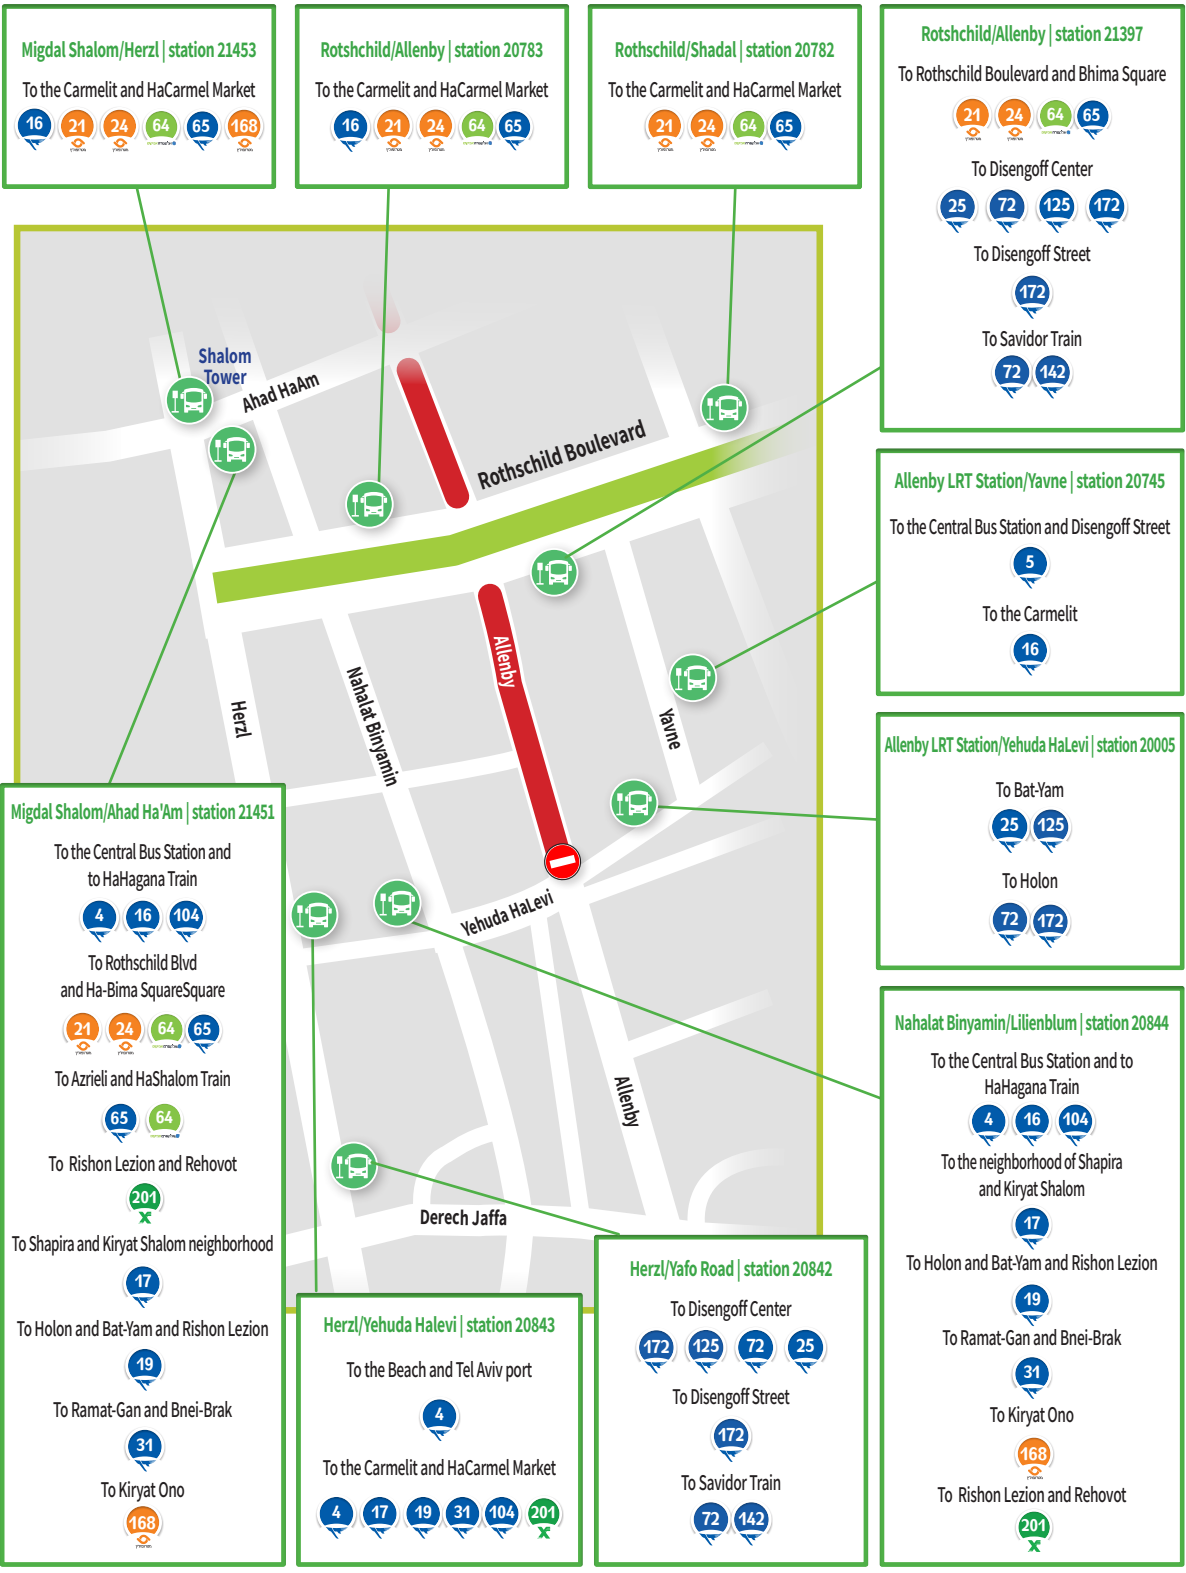 Migdal Shalom/Herzl | station 21453
To the Carmelit and HaCarmel Market
16 21 24 64 65 168
Rotshchild/Allenby | station 20783
To the Carmelit and HaCarmel Market
16 21 24 64 65
Rothschild/Shadal | station 20782
To the Carmelit and HaCarmel Market
21 24 64 65
Rotshchild/Allenby | station 21397
To Rothschild Boulevard and Bhima Square
21 24 64 65
To Disengoff Center
25 72 125 172
To Disengoff Street
172
To Savidor Train
72 142
Allenby LRT Station/Yavne | station 20745
To the Central Bus Station and Disengoff Street
5
To the Carmelit
16
Allenby LRT Station/Yehuda HaLevi | station 20005
To Bat-Yam
25 125
To Holon
72 172
Shalom
Tower
Ahad HaAm
Rothschild Boulevard
Allenby
Nahalat Binyamin
Herzl
Yavne
Yehuda HaLevi
Allenby
Derech Jaffa
Migdal Shalom/Ahad Ha'Am | station 21451
To the Central Bus Station and
to HaHagana Train
4 16 104
To Rothschild Blvd
and Ha-Bima SquareSquare
21 24 64 65
To Azrieli and HaShalom Train
65 64
To Rishon Lezion and Rehovot
201
To Shapira and Kiryat Shalom neighborhood
17
To Holon and Bat-Yam and Rishon Lezion
19
To Ramat-Gan and Bnei-Brak
31
To Kiryat Ono
168
Herzl/Yehuda Halevi | station 20843
To the Beach and Tel Aviv port
4
To the Carmelit and HaCarmel Market
4 17 19 31 104 201
Herzl/Yafo Road | station 20842
To Disengoff Center
172 125 72 25
To Disengoff Street
172
To Savidor Train
72 142
Nahalat Binyamin/Lilienblum | station 20844
To the Central Bus Station and to
HaHagana Train
4 16 104
To the neighborhood of Shapira
and Kiryat Shalom
17
To Holon and Bat-Yam and Rishon Lezion
19
To Ramat-Gan and Bnei-Brak
31
To Kiryat Ono
168
To Rishon Lezion and Rehovot
201